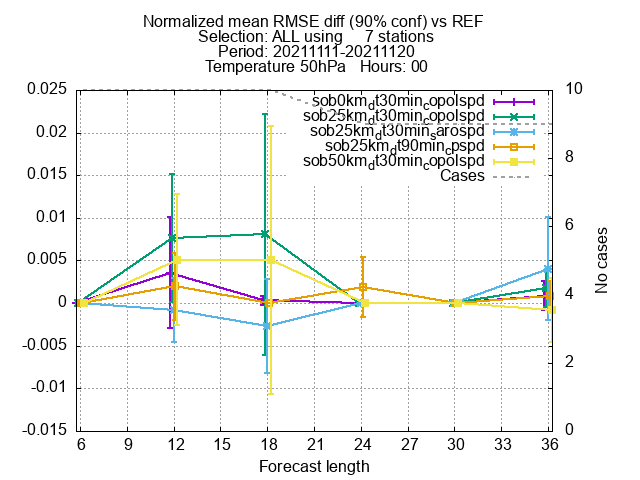 Normalized mean RMSE diff (90% conf) vs REF
Selection: ALL using 7 stations
Period: 20211111-20211120
Temperature 50hPa Hours: 00
0.025
0.02
0.015
0.01
0.005
0
-0.005
-0.01
-0.015
10
8
6
4
2
0
No cases
sob0km_dt30min_copolspd
sob25km_dt30min_copolspd
sob25km_dt30min_sarospd
sob25km_dt90min_cpspd
sob50km_dt30min_copolspd
Cases
6 9 12 15 18 21 24 27 30 33 36
Forecast length